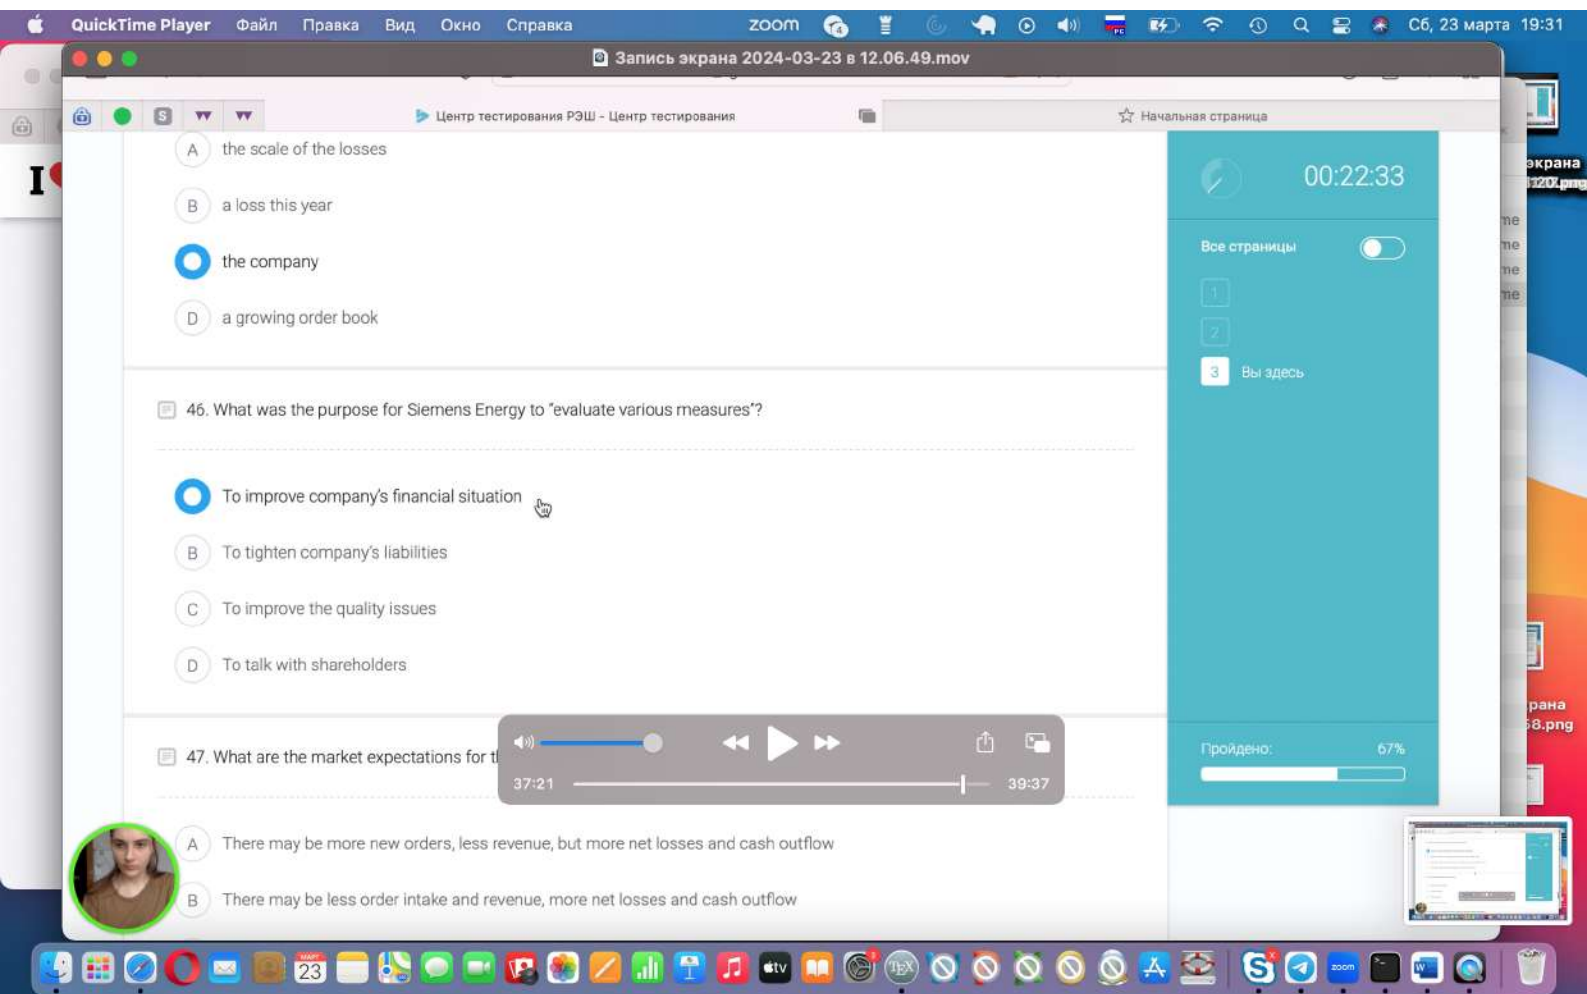 QuickTime Player Файл Правка Вид Окно Справка zoom Сб, 23 марта 19:31
Запись экрана 2024-03-23 в 12.06.49.mov
S Центр тестирования РЭШ - Центр тестирования Начальная страница
A the scale of the losses
00:22:33
B a loss this year
Все страницы
the company
1
D a growing order book
2
3 Вы здесь
46. What was the purpose for Siemens Energy to "evaluate various measures"?
To improve company's financial situation
B To tighten company's liabilities
C To improve the quality issues
D To talk with shareholders
47. What are the market expectations for
Пройдено: 67%
37:21 39:37
A There may be more new orders, less revenue, but more net losses and cash outflow
B There may be less order intake and revenue, more net losses and cash outflow
I
экрана
рана
58.png
МАРТ
23
tv
TEX
S
zoom
W